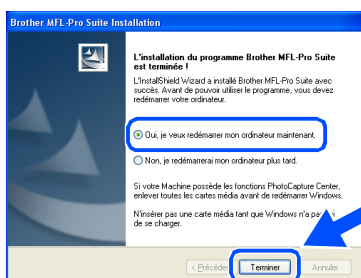 Brother MFL-Pro Suite Installation
L'installation du programme Brother MFL-Pro Suite
est terminée !
L'InstallShield Wizard a installé Brother MFL-Pro Suite avec
succès. Avant de pouvoir utiliser le programme, vous devez
redémarrer votre ordinateur.
Oui, je veux redémarrer mon ordinateur maintenant.
Non, je redémarrerai mon ordinateur plus tard.
Si votre Machine possède les fonctions PhotoCapture Center,
enlever toutes les cartes média avant de redémarrer Windows.
N'insérer pas une carte média tant que Windows n'a
de se charger.
< Précédent Terminer Annuler